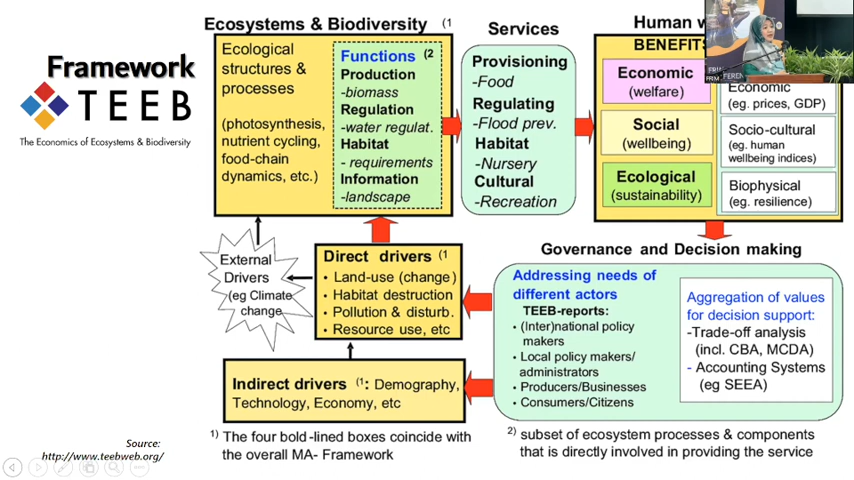 Framework
TEEB
The Economics of Ecosystems & Biodiversity
Ecosystems & Biodiversity (1
Ecological
structures &
processes
(photosynthesis,
nutrient cycling,
food-chain
dynamics, etc.)
Functions (2
Production
-biomass
Regulation
-water regulat.
Habitat
- requirements
Information
-landscape
Services
Provisioning
-Food
Regulating
-Flood prev.
Habitat
-Nursery
Cultural
-Recreation
Human
BENEFITS
Economic
(welfare)
Social
(wellbeing)
Ecological
(sustainability)
Economic
(eg. prices, GDP)
Socio-cultural
(eg. human
wellbeing indices)
Biophysical
(eg. resilience)
External
Drivers
(eg Climate
change
Direct drivers (1
• Land-use (change)
• Habitat destruction
• Pollution & disturb.
• Resource use, etc
Indirect drivers (1: Demography,
Technology, Economy, etc
Governance and Decision making
Addressing needs of
different actors
TEEB-reports:
• (Inter)national policy
makers
• Local policy makers/
administrators
• Producers/Businesses
• Consumers/Citizens
Aggregation of values
for decision support:
-Trade-off analysis
(incl. CBA, MCDA)
- Accounting Systems
(eg SEEA)
1) The four bold-lined boxes coincide with
the overall MA- Framework
2) subset of ecosystem processes & components
that is directly involved in providing the service
Source:
http://www.teebweb.org/